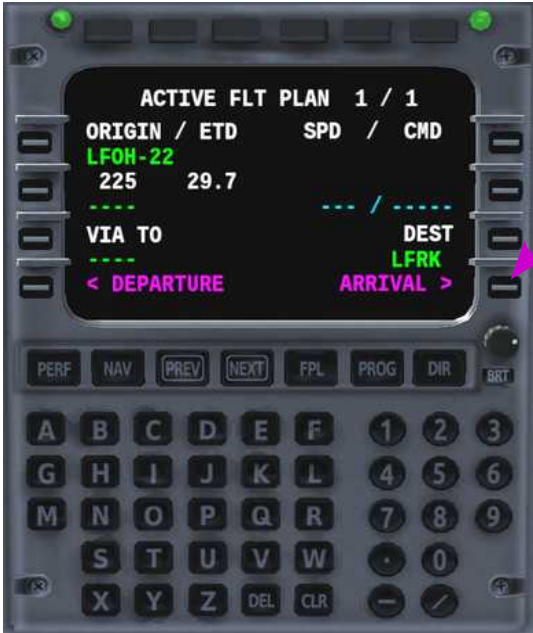 ACTIVE FLT PLAN 1 / 1
ORIGIN / ETD SPD / CMD
LFOH-22
225 29.7
---- --- / -----
VIA TO DEST
---- LFRK
< DEPARTURE ARRIVAL >
PERF NAV PREV NEXT FPL PROG DIR BRT
A B C D E F 1 2 3
G H I J K L 4 5 6
M N O P Q R 7 8 9
S T U V W · 0
X Y Z DEL CLR - /